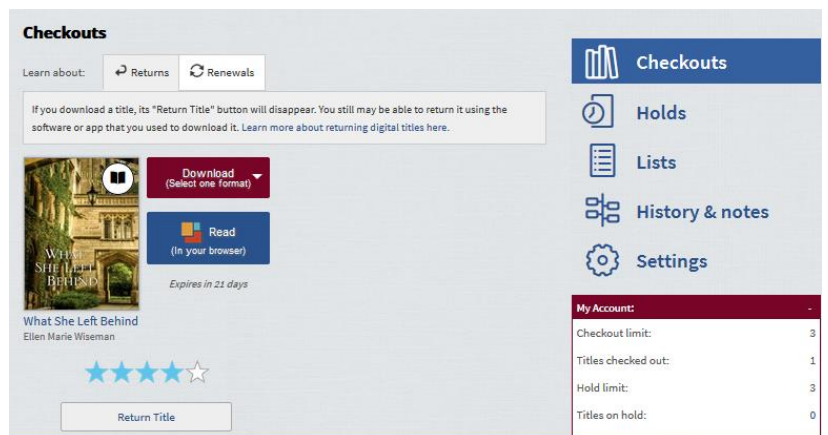 Checkouts
Learn about:
Returns
Renewals
If you download a title, its "Return Title" button will disappear. You still may be able to return it using the
software or app that you used to download it. Learn more about returning digital titles here.
WHAT
SHE LEFT
BEHIND
Download
(Select one format)
Read
(In your browser)
Expires in 21 days
What She Left Behind
Ellen Marie Wiseman
Return Title
Checkouts
Holds
Lists
History & notes
Settings
My Account: -
Checkout limit: 3
Titles checked out: 1
Hold limit: 3
Titles on hold: 0